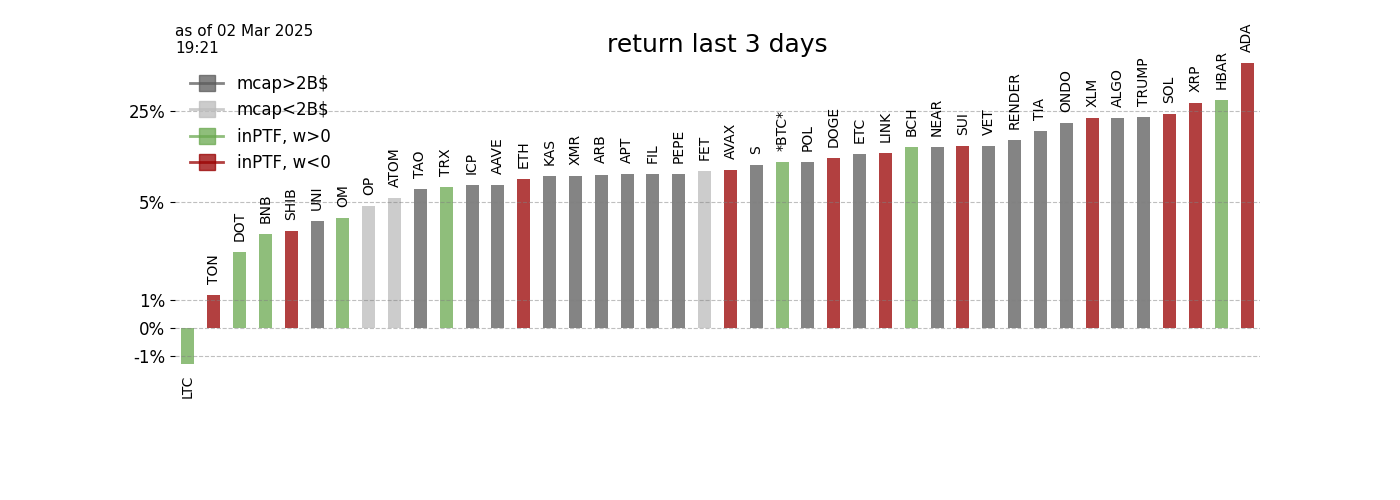 as of 02 Mar 2025
19:21
return last 3 days
mcap>2B$
mcap<2B$
inPTF, w>0
inPTF, w<0
25%
5%
1%
0%
-1%
LTC
TON
DOT
BNB
SHIB
UNI
OM
OP
ATOM
TAO
TRX
ICP
AAVE
ETH
KAS
XMR
ARB
APT
FIL
PEPE
FET
AVAX
S
*BTC*
POL
DOGE
ETC
LINK
BCH
NEAR
SUI
VET
RENDER
TIA
ONDO
XLM
ALGO
TRUMP
SOL
XRP
HBAR
ADA